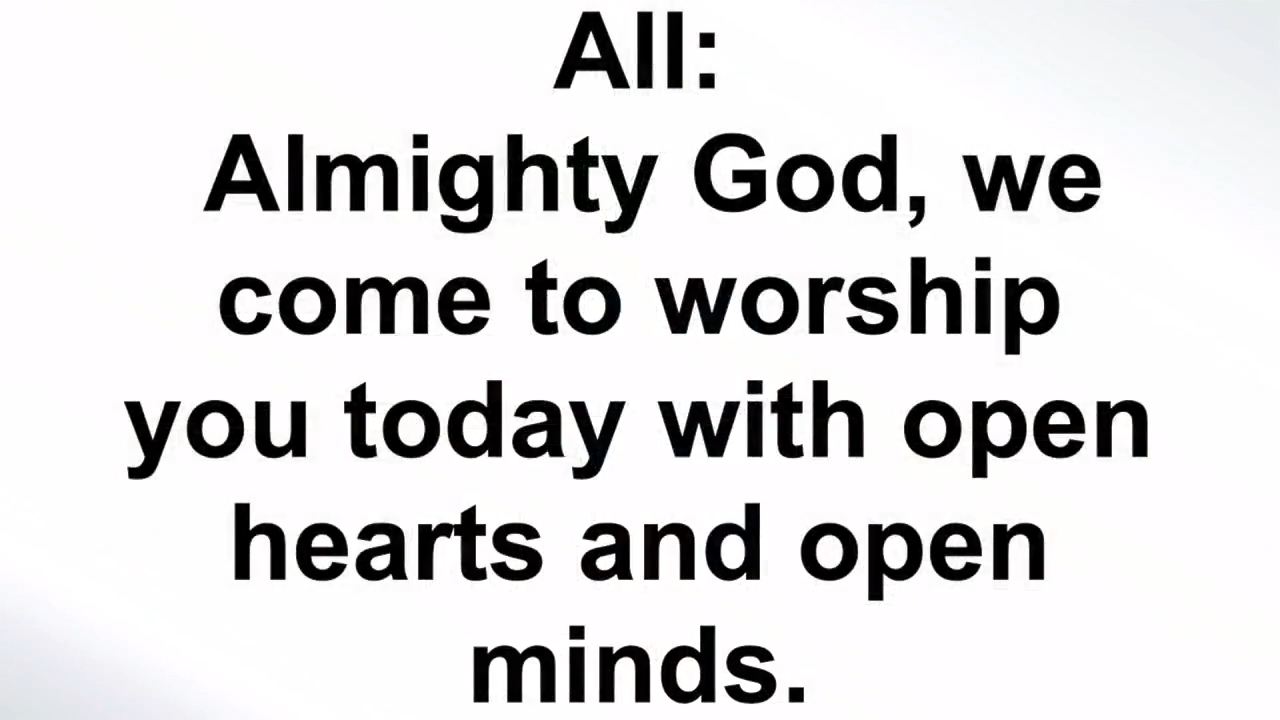 All:
Almighty God, we
come to worship
you today with open
hearts and open
minds.